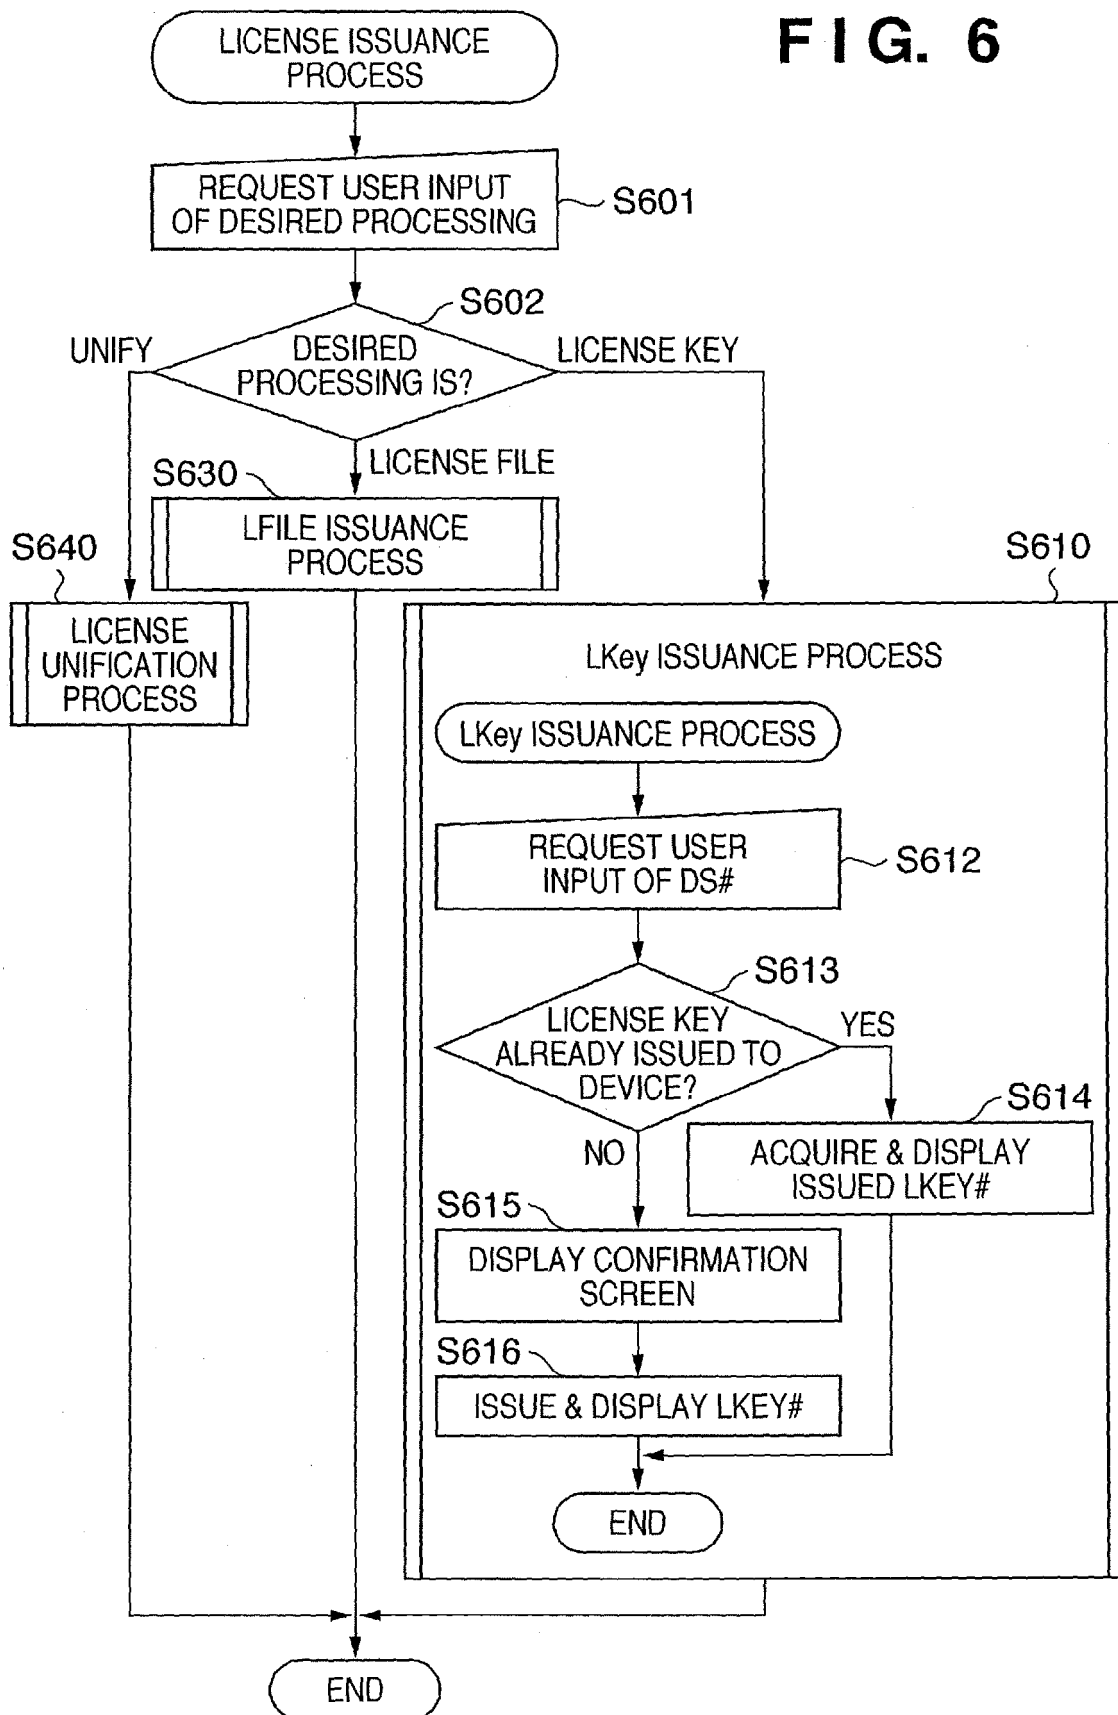 FIG. 6
LICENSE ISSUANCE
PROCESS
REQUEST USER INPUT
OF DESIRED PROCESSING
S601
S602
UNIFY
DESIRED
PROCESSING IS?
LICENSE KEY
LICENSE FILE
S630
LFILE ISSUANCE
PROCESS
S640
LICENSE
UNIFICATION
PROCESS
S610
LKey ISSUANCE PROCESS
LKey ISSUANCE PROCESS
REQUEST USER
INPUT OF DS#
S612
S613
LICENSE KEY
ALREADY ISSUED TO
DEVICE?
YES
NO
S614
ACQUIRE & DISPLAY
ISSUED LKEY#
S615
DISPLAY CONFIRMATION
SCREEN
S616
ISSUE & DISPLAY LKEY#
END
END